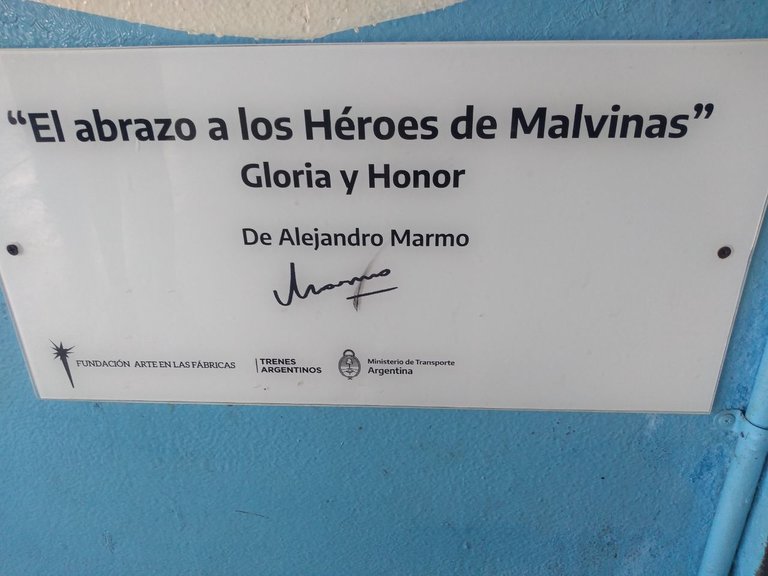 “El abrazo a los Héroes de Malvinas”
Gloria y Honor
De Alejandro Marmo
Marmo
FUNDACIÓN ARTE EN LAS FÁBRICAS
TRENES
ARGENTINOS
Ministerio de Transporte
Argentina